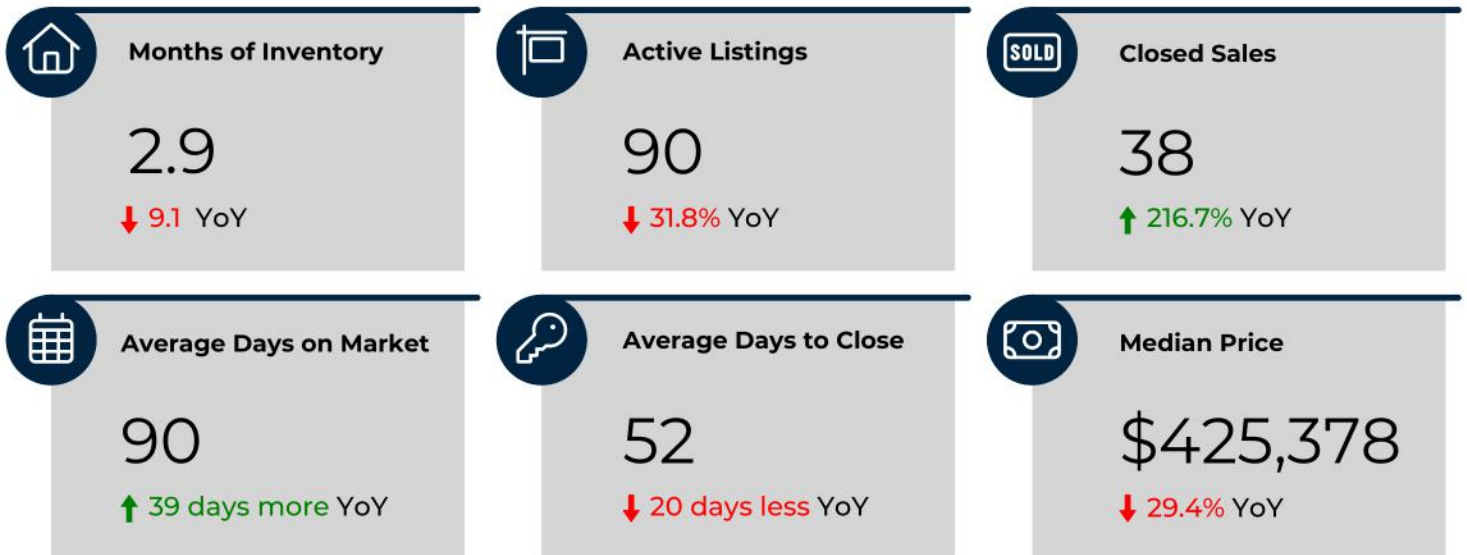 Months of Inventory
2.9
9.1 YoY
Active Listings
90
31.8% YoY
SOLD
Closed Sales
38
216.7% YoY
Average Days on Market
90
39 days more YoY
Average Days to Close
52
20 days less YoY
Median Price
$425,378
29.4% YoY